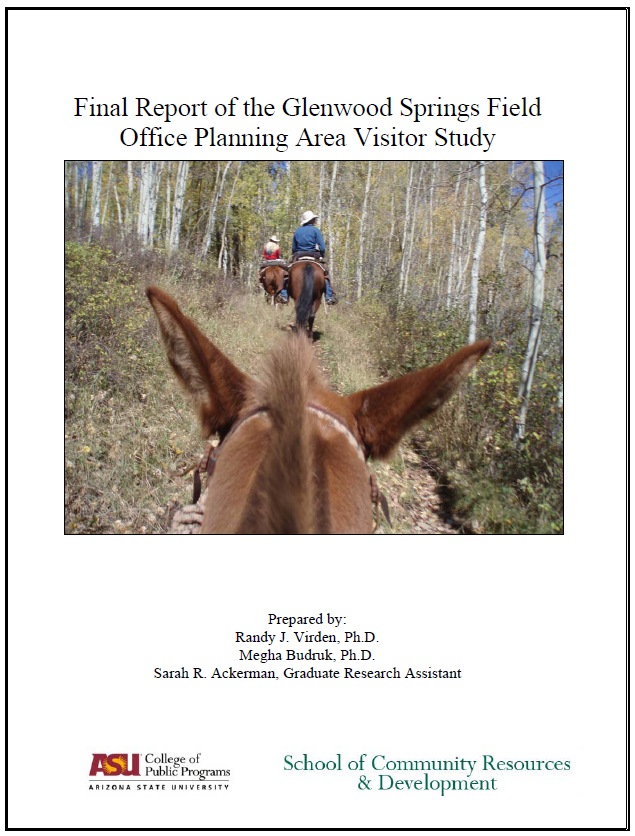 Final Report of the Glenwood Springs Field
Office Planning Area Visitor Study
Prepared by:
Randy J. Virden, Ph.D.
Megha Budruk, Ph.D.
Sarah R. Ackerman, Graduate Research Assistant
ASU College of
Public Programs
ARIZONA STATE UNIVERSITY
School of Community Resources
& Development